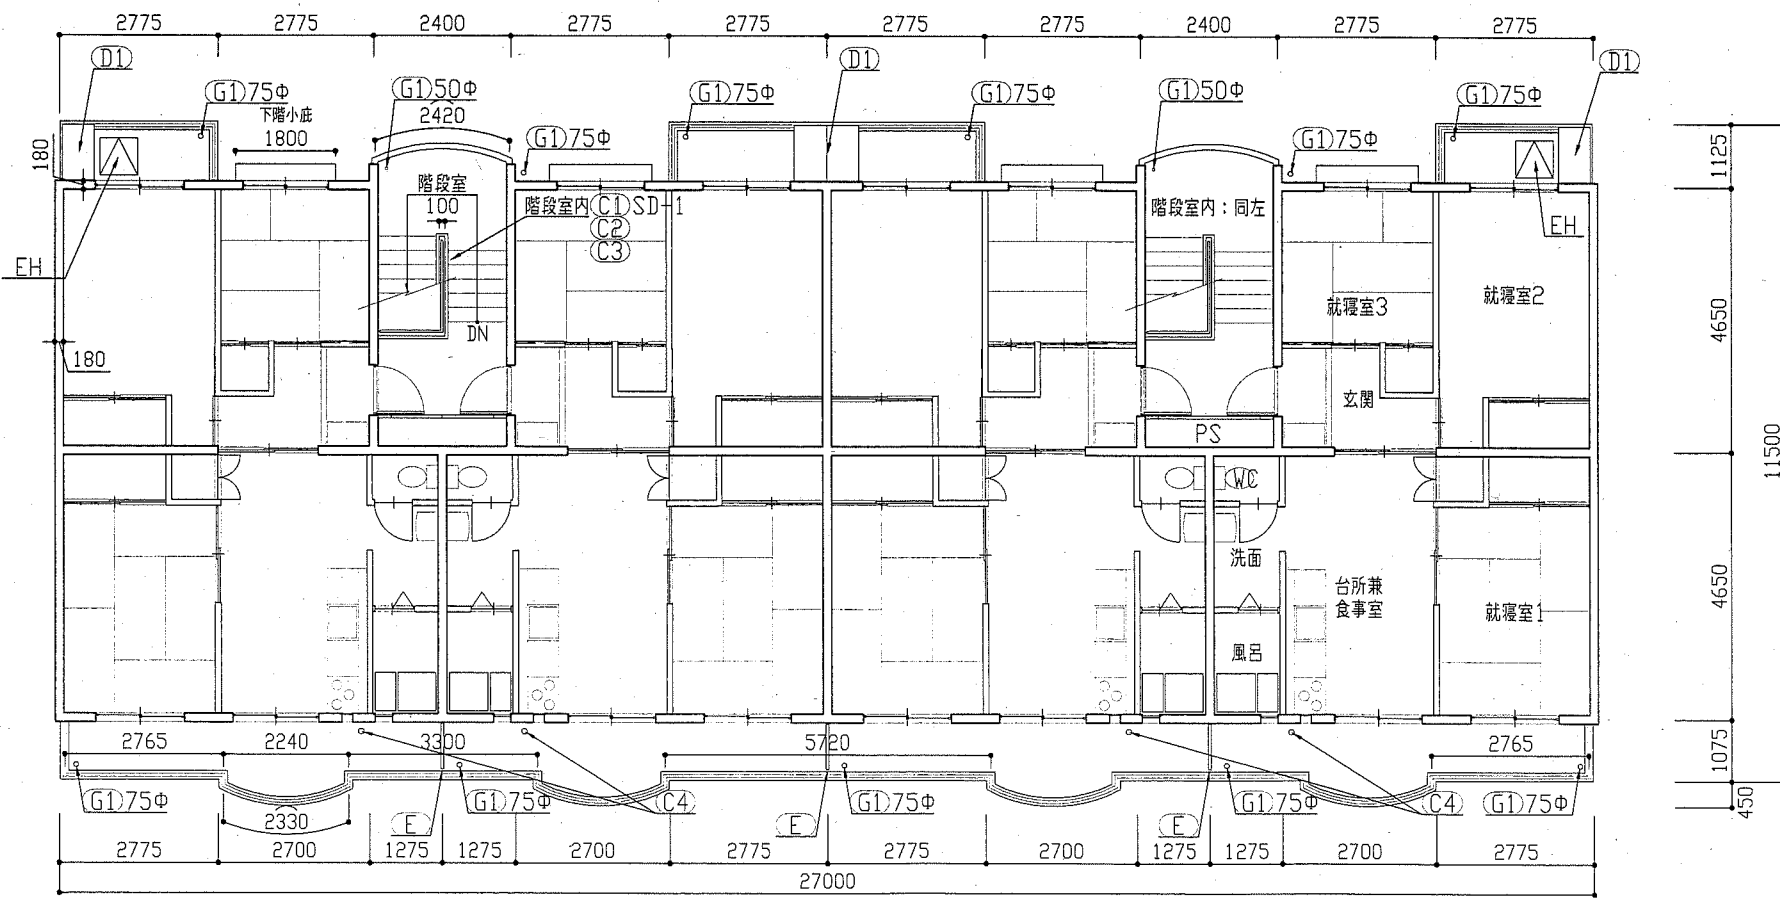 2775 2775 2400 2775 2775 2775 2775 2400 2775 2775
D1 D1 D1
G1 75Φ G1 50Φ G1 75Φ G1 75Φ G1 50Φ G1 75Φ
下階小庇
2420
1800
G1 75Φ G1 75Φ
180
1125
階段室
100
階段室内 C1 SD-1
C2
C3
階段室内:同左
EH
EH
就寝室2
就寝室3
DN
4650
180
玄関
PS
11500
WC
洗面
台所兼
食事室
就寝室1
4650
風呂
2765 2240 3300 5720 2765
1075
G1 75Φ G1 75Φ C4 G1 75Φ G1 75Φ C4 G1 75Φ
450
2330
E E E
2775 2700 1275 1275 2700 2775 2775 2700 1275 1275 2700 2775
27000